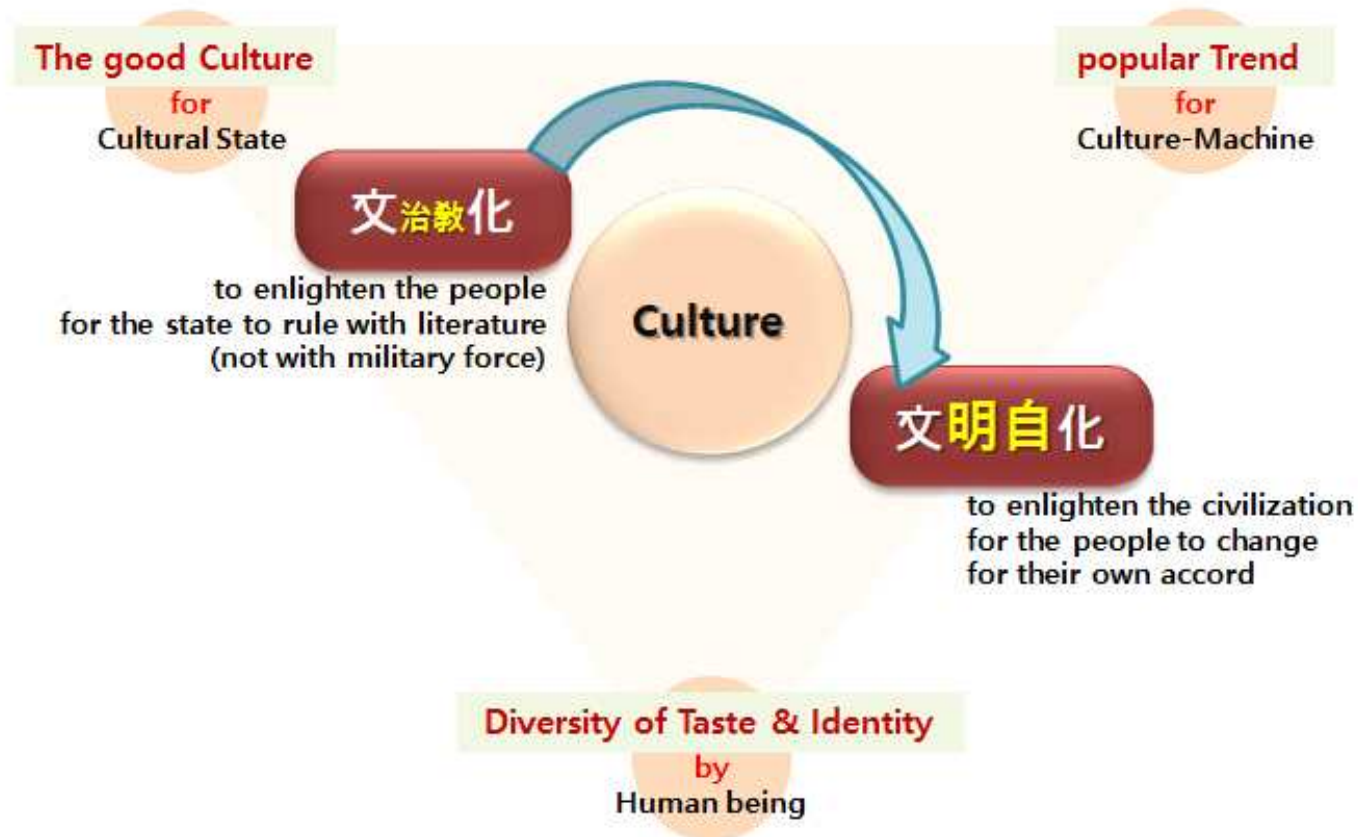 The good Culture
for
Cultural State
popular Trend
for
Culture-Machine
文治敎化
to enlighten the people
for the state to rule with literature
(not with military force)
Culture
文明自化
to enlighten the civilization
for the people to change
for their own accord
Diversity of Taste & Identity
by
Human being